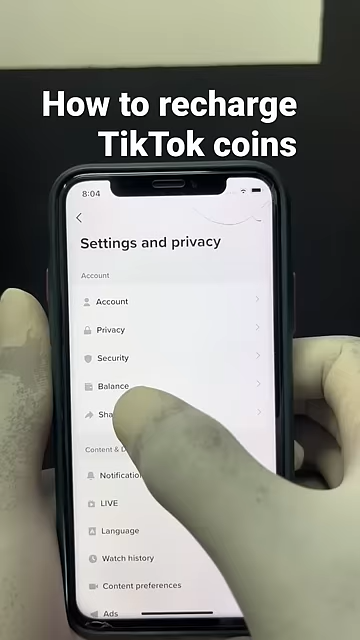 How to recharge
TikTok coins
8:04
Settings and privacy
Account
Account
Privacy
Security
Balance
Content &
LIVE
Language
Watch history
Content preferences
Ads